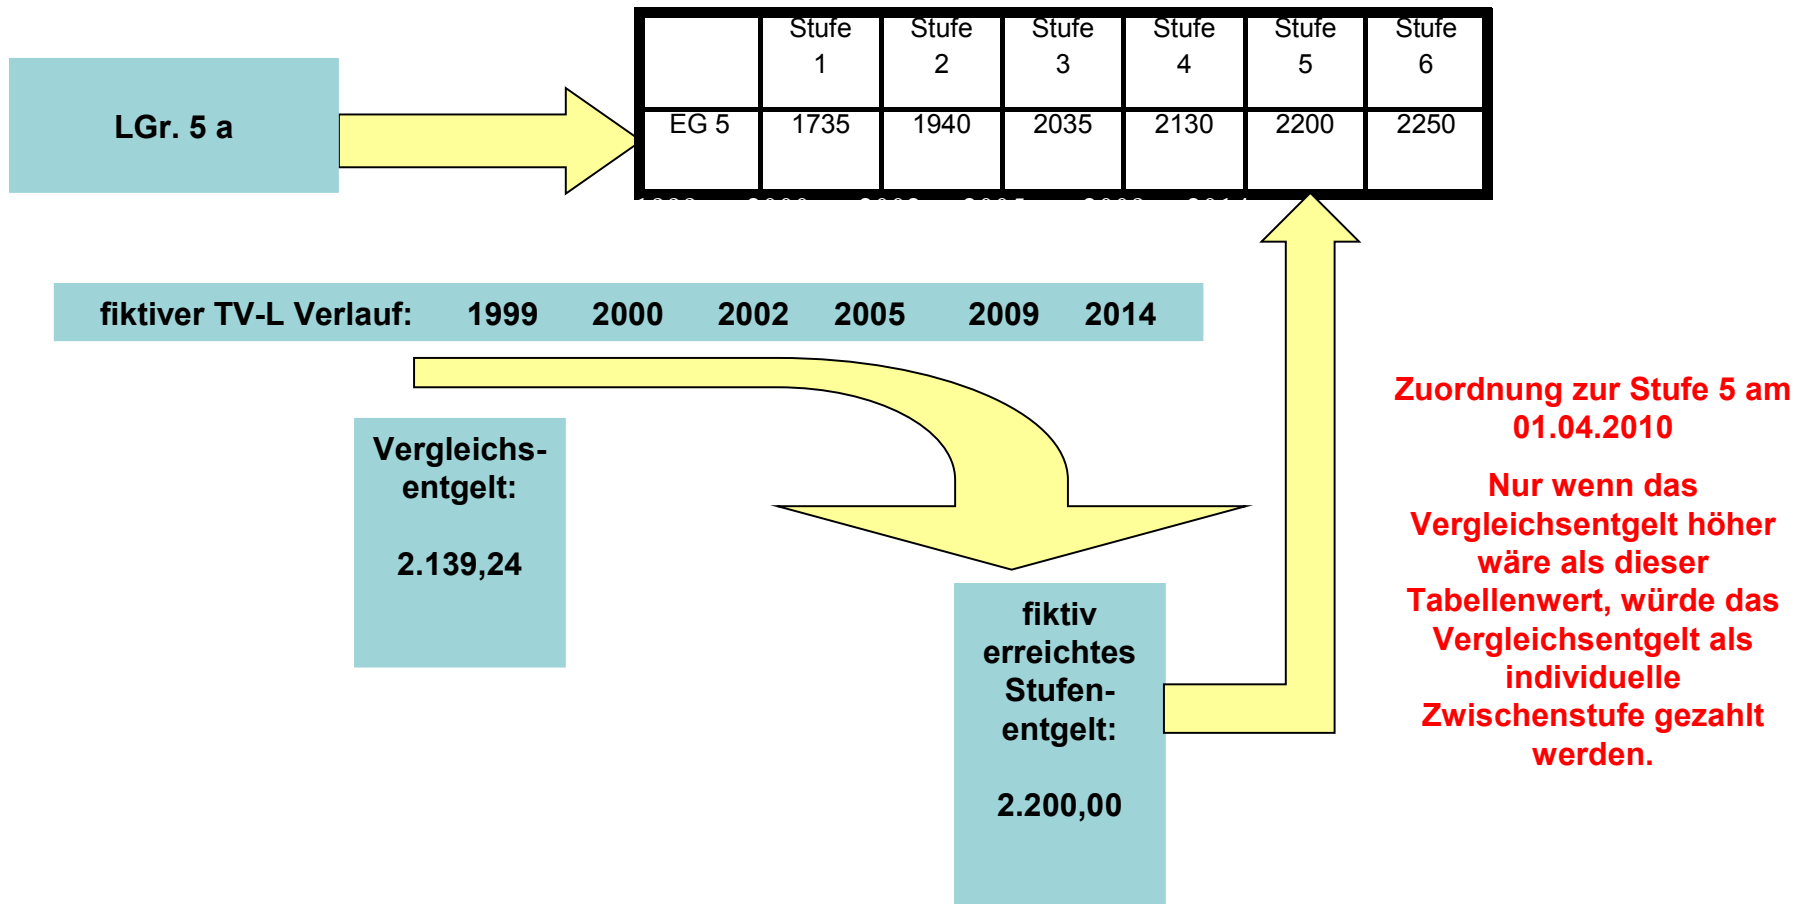 LGr. 5 a
Stufe 1 Stufe 2 Stufe 3 Stufe 4 Stufe 5 Stufe 6
EG 5 1735 1940 2035 2130 2200 2250
fiktiver TV-L Verlauf: 1999 2000 2002 2005 2009 2014
Vergleichs-
entgelt:
2.139,24
fiktiv
erreichtes
Stufen-
entgelt:
2.200,00
Zuordnung zur Stufe 5 am
01.04.2010
Nur wenn das
Vergleichsentgelt höher
wäre als dieser
Tabellenwert, würde das
Vergleichsentgelt als
individuelle
Zwischenstufe gezahlt
werden.